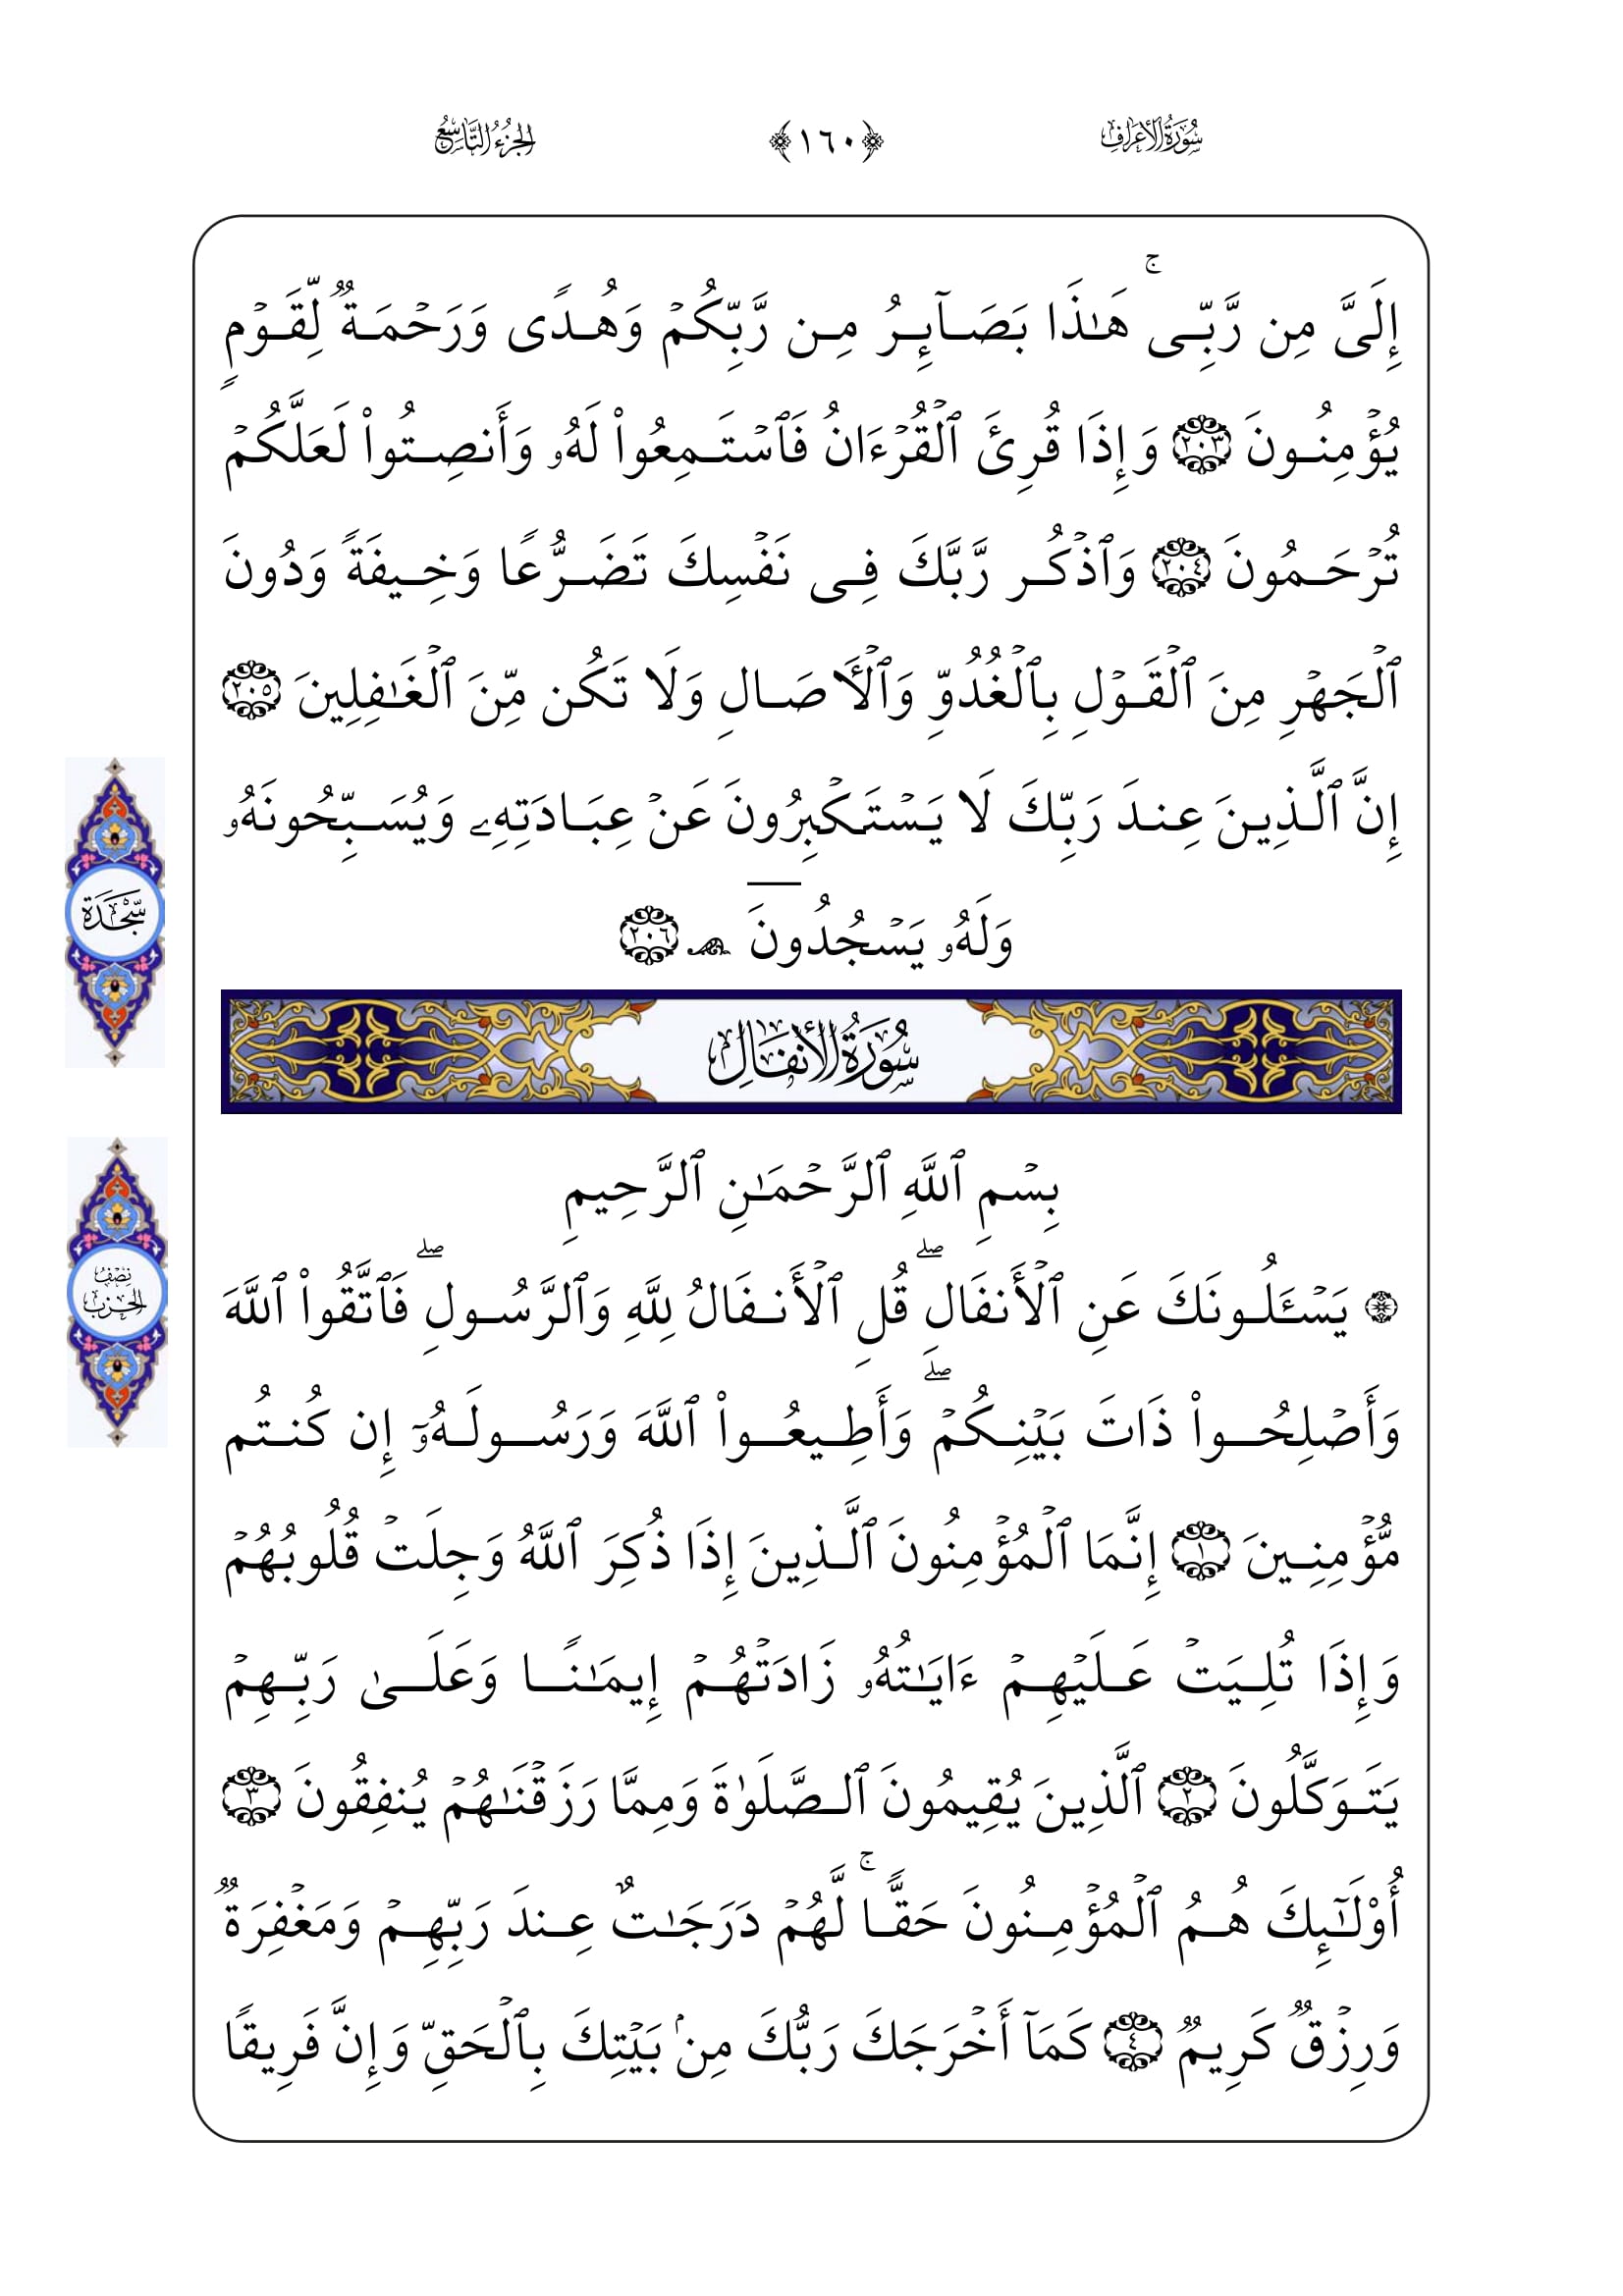 سُورَةُ الأَعۡرَافِ ﴿١٦٠﴾ الجُزۡءُ التَّاسِعُ
إِلَىَّ مِن رَّبِّى ۚ هَـٰذَا بَصَآئِرُ مِن رَّبِّكُمۡ وَهُدًى وَرَحۡمَةٌۭ لِّقَوۡمٍۢ
يُؤۡمِنُونَ ٢٠٣ وَإِذَا قُرِئَ ٱلۡقُرۡءَانُ فَٱسۡتَمِعُوا۟ لَهُۥ وَأَنصِتُوا۟ لَعَلَّكُمۡ
تُرۡحَمُونَ ٢٠٤ وَٱذۡكُر رَّبَّكَ فِى نَفۡسِكَ تَضَرُّعًا وَخِيفَةً وَدُونَ
ٱلۡجَهۡرِ مِنَ ٱلۡقَوۡلِ بِٱلۡغُدُوِّ وَٱلۡأَصَالِ وَلَا تَكُن مِّنَ ٱلۡغَـٰفِلِينَ ٢٠٥
إِنَّ ٱلَّذِينَ عِندَ رَبِّكَ لَا يَسۡتَكۡبِرُونَ عَنۡ عِبَادَتِهِۦ وَيُسَبِّحُونَهُۥ
سَّجۡدَة
وَلَهُۥ يَسۡجُدُونَ ۩ ٢٠٦
سُورَةُ الأَنفَالِ
بِسۡمِ ٱللَّهِ ٱلرَّحۡمَـٰنِ ٱلرَّحِيمِ
نِصۡفُ
الحِزۡب
۞ يَسۡـَٔلُونَكَ عَنِ ٱلۡأَنفَالِ ۖ قُلِ ٱلۡأَنفَالُ لِلَّهِ وَٱلرَّسُولِ ۖ فَٱتَّقُوا۟ ٱللَّهَ
وَأَصۡلِحُوا۟ ذَاتَ بَيۡنِكُمۡ ۖ وَأَطِيعُوا۟ ٱللَّهَ وَرَسُولَهُۥٓ إِن كُنتُم
مُّؤۡمِنِينَ ١ إِنَّمَا ٱلۡمُؤۡمِنُونَ ٱلَّذِينَ إِذَا ذُكِرَ ٱللَّهُ وَجِلَتۡ قُلُوبُهُمۡ
وَإِذَا تُلِيَتۡ عَلَيۡهِمۡ ءَايَـٰتُهُۥ زَادَتۡهُمۡ إِيمَـٰنًا وَعَلَىٰ رَبِّهِمۡ
يَتَوَكَّلُونَ ٢ ٱلَّذِينَ يُقِيمُونَ ٱلصَّلَوٰةَ وَمِمَّا رَزَقۡنَـٰهُمۡ يُنفِقُونَ ٣
أُو۟لَـٰٓئِكَ هُمُ ٱلۡمُؤۡمِنُونَ حَقًّا ۚ لَّهُمۡ دَرَجَـٰتٌ عِندَ رَبِّهِمۡ وَمَغۡفِرَةٌۭ
وَرِزۡقٌۭ كَرِيمٌۭ ٤ كَمَآ أَخۡرَجَكَ رَبُّكَ مِنۢ بَيۡتِكَ بِٱلۡحَقِّ وَإِنَّ فَرِيقًا